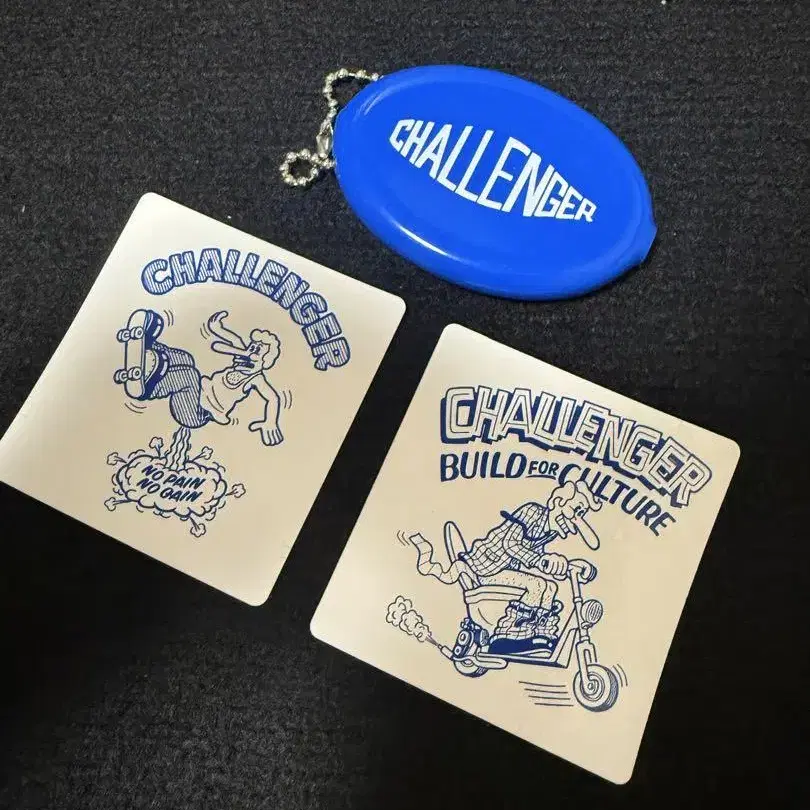 CHALLENGER
CHALLENGER
NO PAIN
NO GAIN
CHALLENGER
BUILD FOR CULTURE